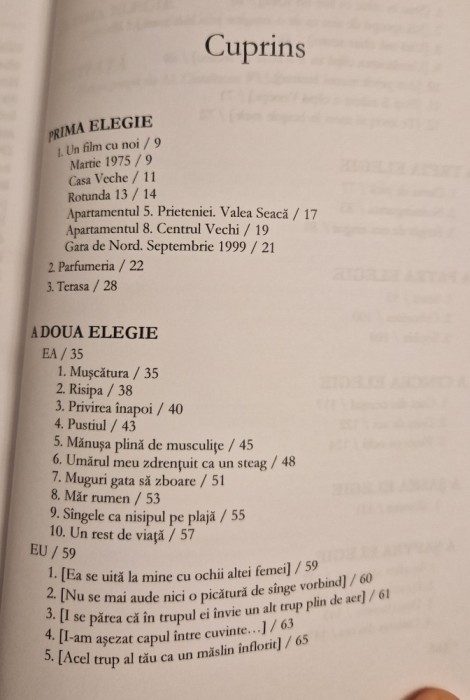 Cuprins
PRIMA ELEGIE
1. Un film cu noi / 9
Martie 1975 / 9
Casa Veche / 11
Rotunda 13 / 14
Apartamentul 5. Prieteniei. Valea Seacă / 17
Apartamentul 8. Centrul Vechi / 19
Gara de Nord. Septembrie 1999 / 21
2. Parfumeria / 22
3. Terasa / 28
A DOUA ELEGIE
EA / 35
1. Mușcătura / 35
2. Risipa / 38
3. Privirea înapoi / 40
4. Pustiul / 43
5. Mănușa plină de musculițe / 45
6. Umărul meu zdrențuit ca un steag / 48
7. Muguri gata să zboare / 51
8. Măr rumen / 53
9. Sîngele ca nisipul pe plajă / 55
10. Un rest de viață / 57
EU / 59
1. [Ea se uită la mine cu ochii altei femei] / 59
2. [Nu se mai aude nici o picătură de sînge vorbind] / 60
3. [I se părea că în trupul ei învie un alt trup plin de aer] / 61
4. [I-am așezat capul între cuvinte...] / 63
5. [Acel trup al tău ca un măslin înflorit] / 65